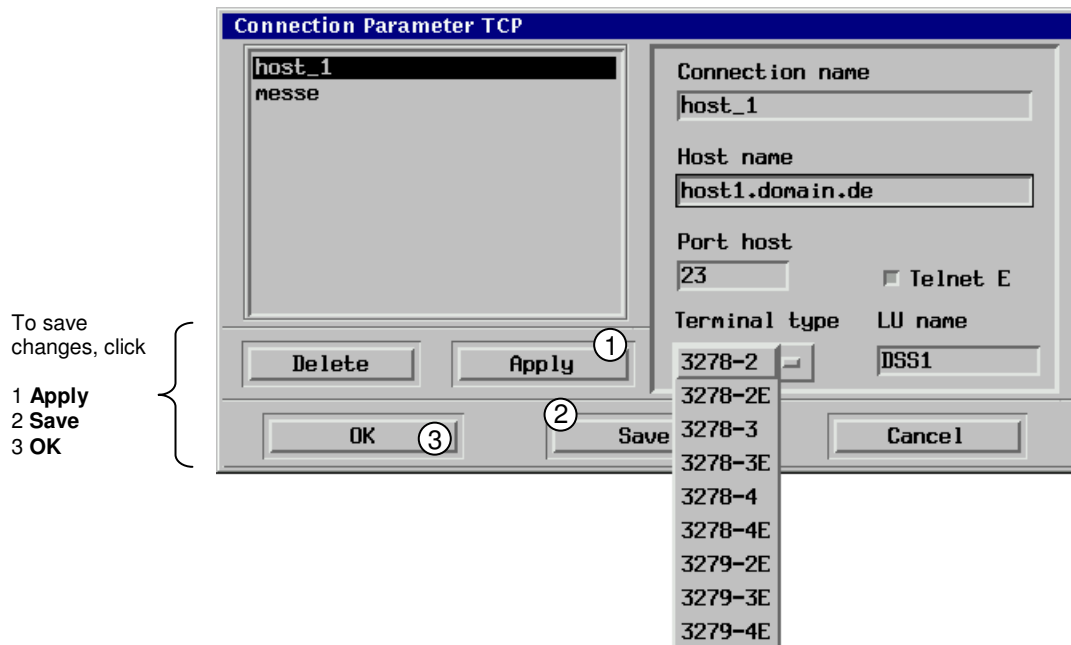 Connection Parameter TCP
host_1
messe
Connection name
host_1
Host name
host1.domain.de
Port host
23
Telnet E
Terminal type
LU name
3278-2
DSS1
3278-2E
3278-3
3278-3E
3278-4
3278-4E
3279-2E
3279-3E
3279-4E
Delete
Apply
1
OK
3
2
Save
Cancel
To save
changes, click
1 Apply
2 Save
3 OK